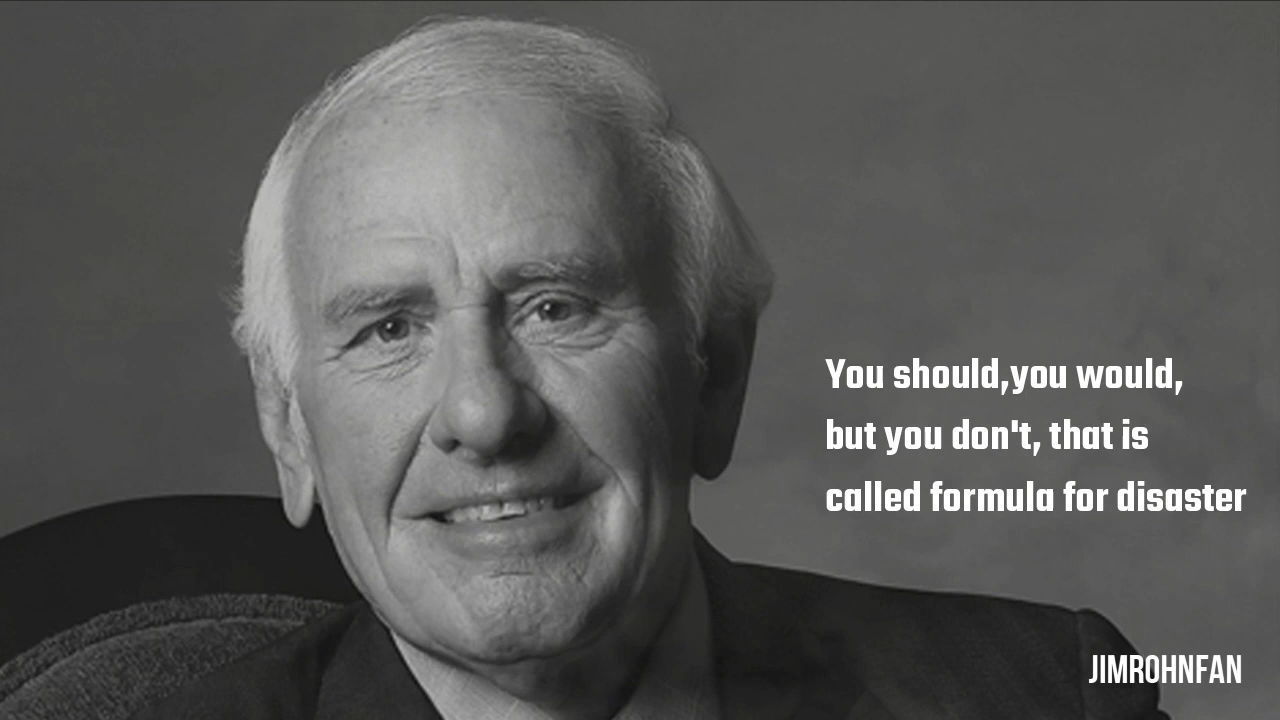 You should,you would,
but you don't, that is
called formula for disaster
JIMROHNFAN